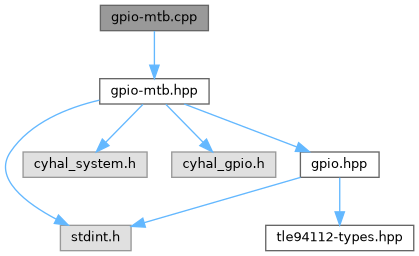 gpio-mtb.cpp
gpio-mtb.hpp
cyhal_system.h
cyhal_gpio.h
gpio.hpp
stdint.h
tle94112-types.hpp